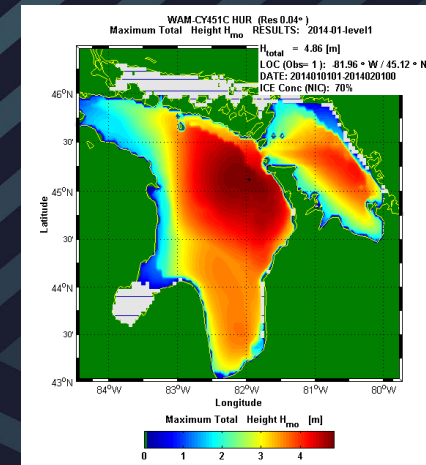 WAM-CY451C HUR (Res 0.04° )
Maximum Total Height Hmo RESULTS: 2014-01-level1
Htotal = 4.86 [m]
LOC (Obs= 1 ): -81.96 ° W / 45.12 ° N
DATE: 2014010101-2014020100
ICE Conc (NIC): 70%
46°N
30'
45°N
30'
44°N
30'
43°N
Latitude
84°W 83°W 82°W 81°W 80°W
Longitude
Maximum Total Height Hmo [m]
0 1 2 3 4